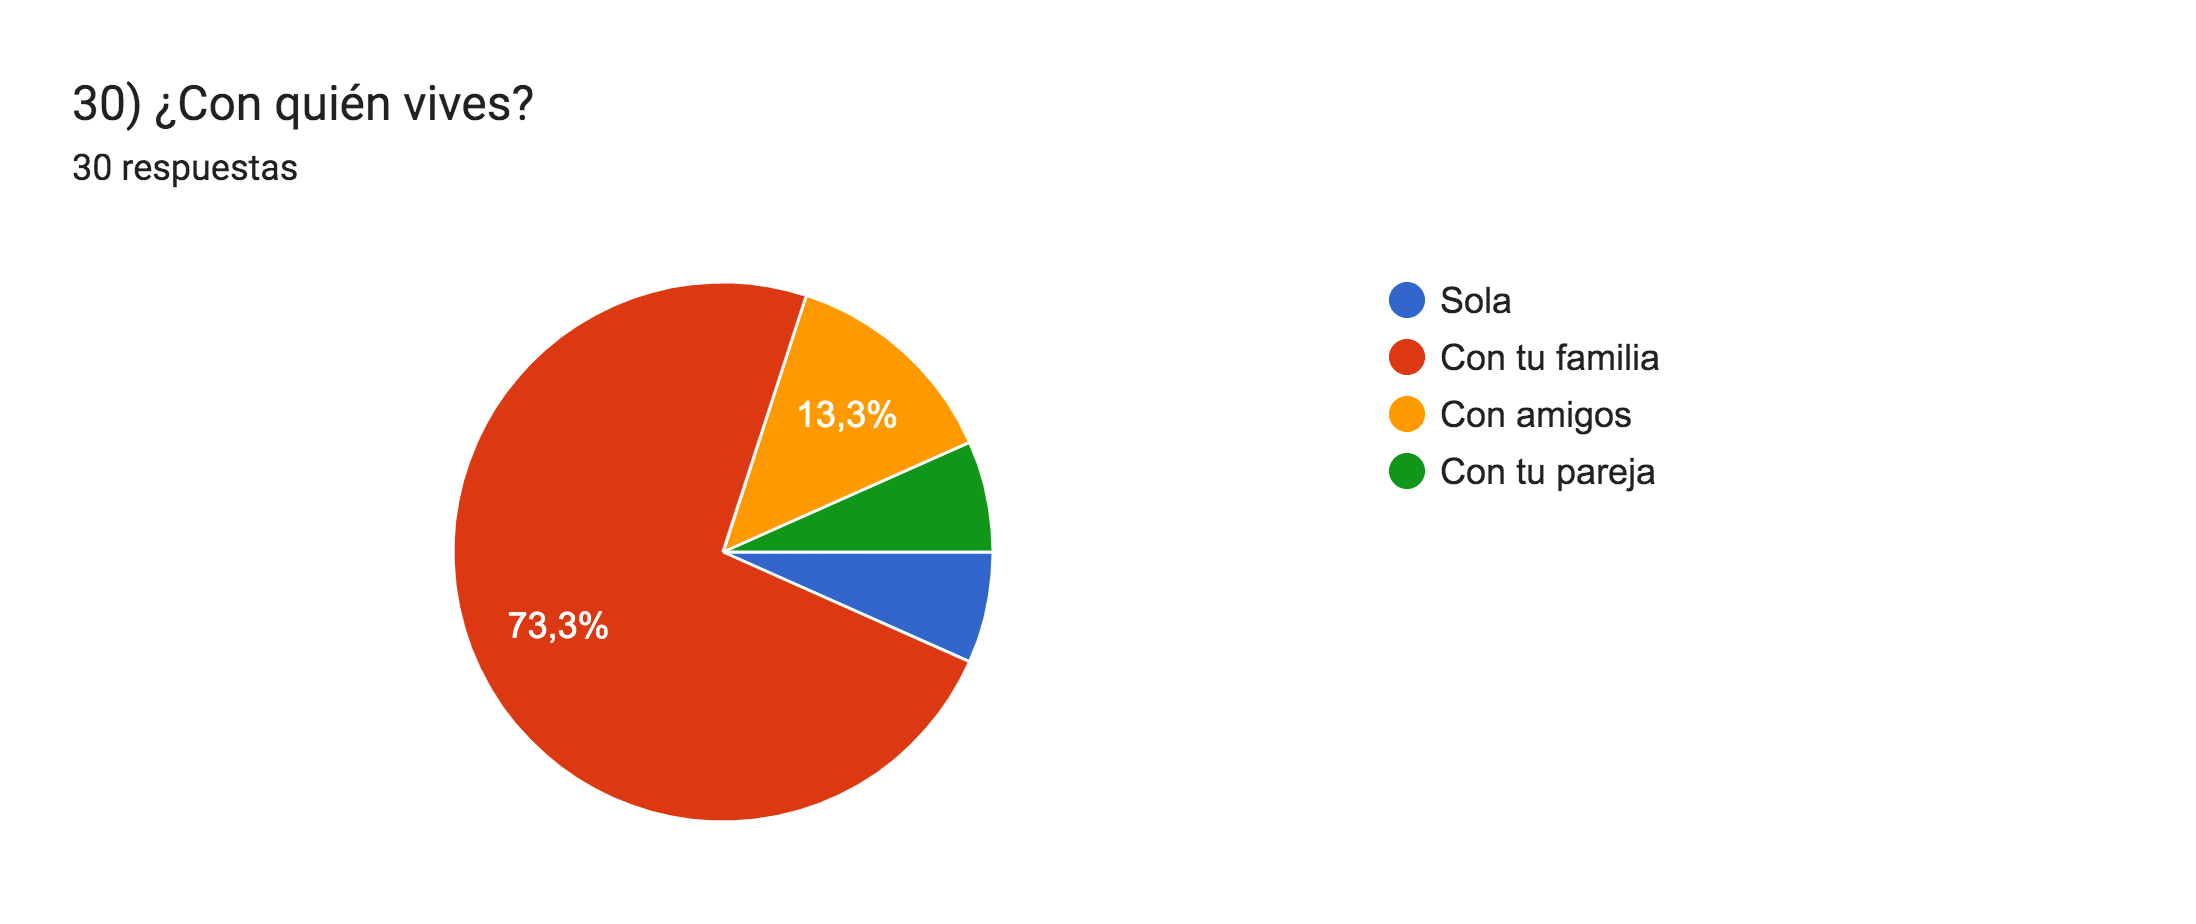 30) ¿Con quién vives?
30 respuestas
13,3%
73,3%
Sola
Con tu familia
Con amigos
Con tu pareja